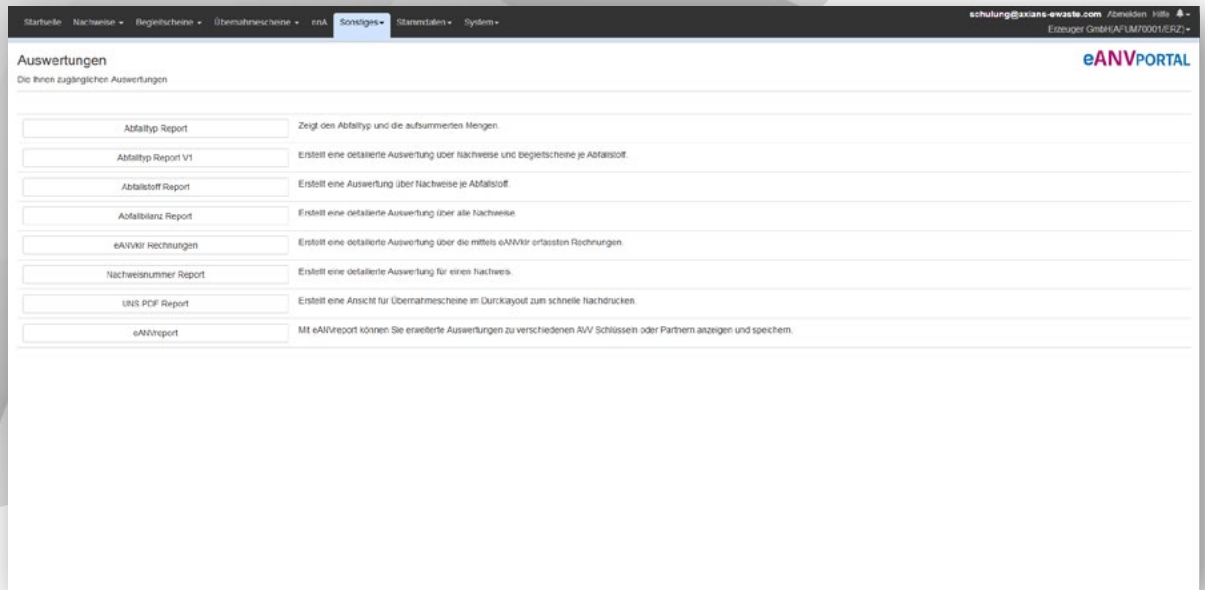 Startseite Nachweise Begleitscheine Übernahmescheine nnA Sonstiges Stammdaten System
schulung@axians-ewaste.com Abmelden Hilfe
Erzeuger GmbH(AFUM70001/ERZ)
Auswertungen
eANVPORTAL
Die Ihnen zugänglichen Auswertungen
Abfalltyp Report Zeigt den Abfalltyp und die aufsummierten Mengen.
Abfalltyp Report V1 Erstellt eine detaillierte Auswertung über Nachweise und Begleitscheine je Abfallstoff.
Abfallstoff Report Erstellt eine Auswertung über Nachweise je Abfallstoff.
Abfallbilanz Report Erstellt eine detaillierte Auswertung über alle Nachweise
eANVklr Rechnungen Erstellt eine detaillierte Auswertung über die mittels eANVklr erfassten Rechnungen.
Nachweisnummer Report Erstellt eine detaillierte Auswertung für einen Nachweis.
UNS PDF Report Erstellt eine Ansicht für Übernahmescheine im Durcklayout zum schnelle Nachdrucken.
eANVreport Mit eANVreport können Sie erweiterte Auswertungen zu verschiedenen AVV Schlüsseln oder Partnern anzeigen und speichern.